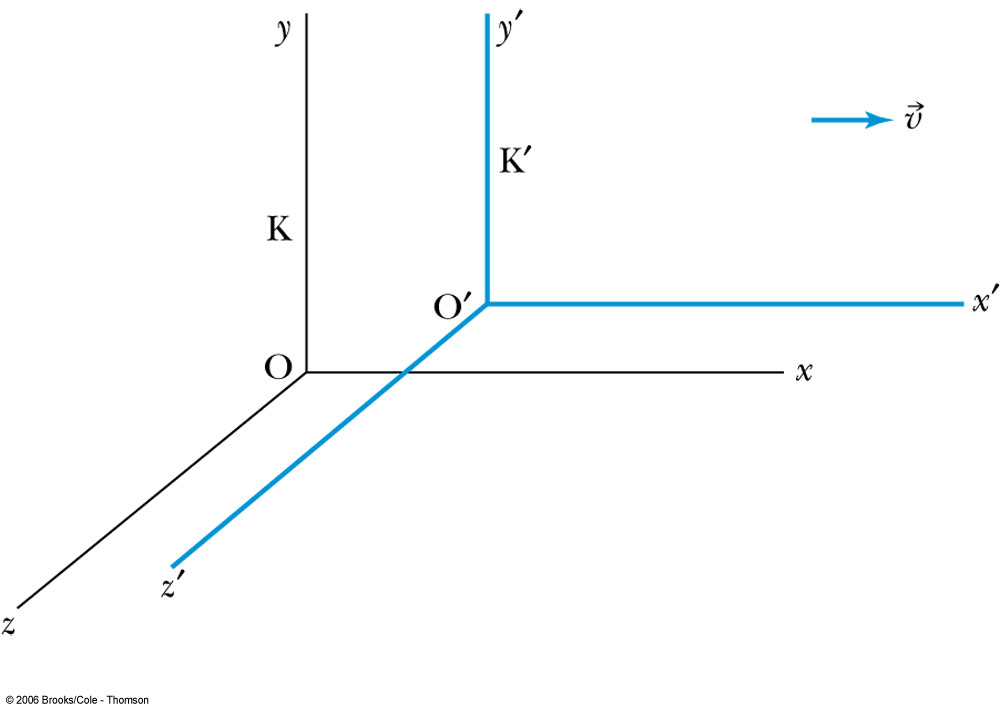 y
y′
v⃗
K′
K
O′
x′
O
x
z′
z
© 2006 Brooks/Cole - Thomson